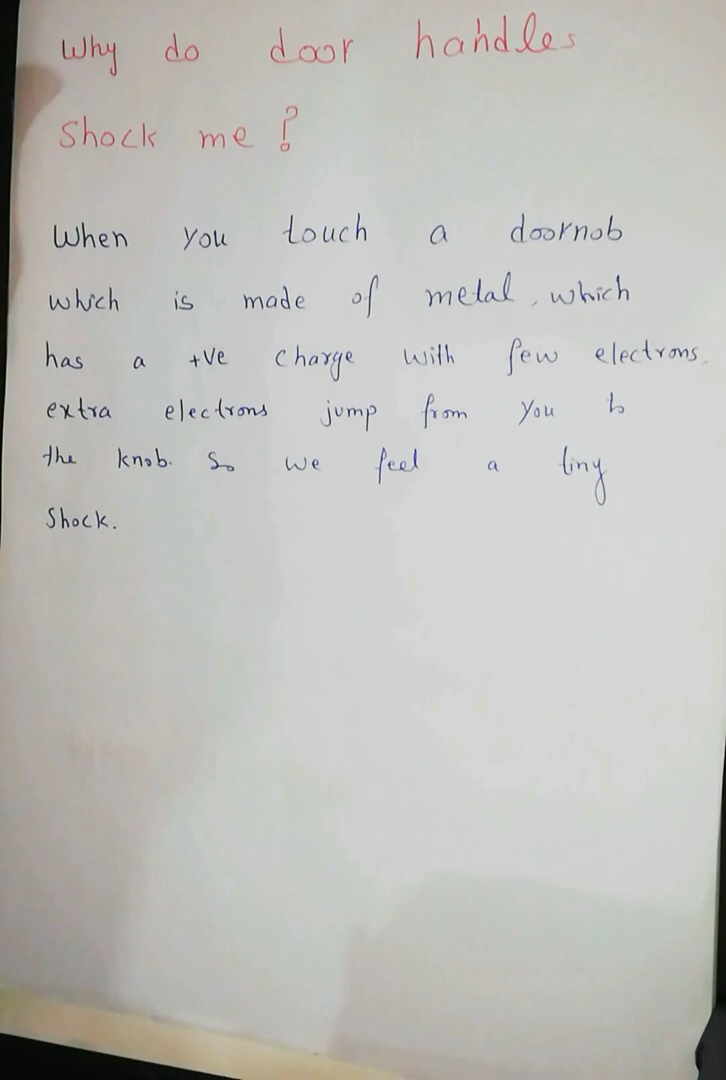 Why do door handles
Shock me?
When you touch a doornob
which is made of metal, which
has a +ve charge with few electrons.
extra electrons jump from you to
the knob. So we feel a tiny
Shock.